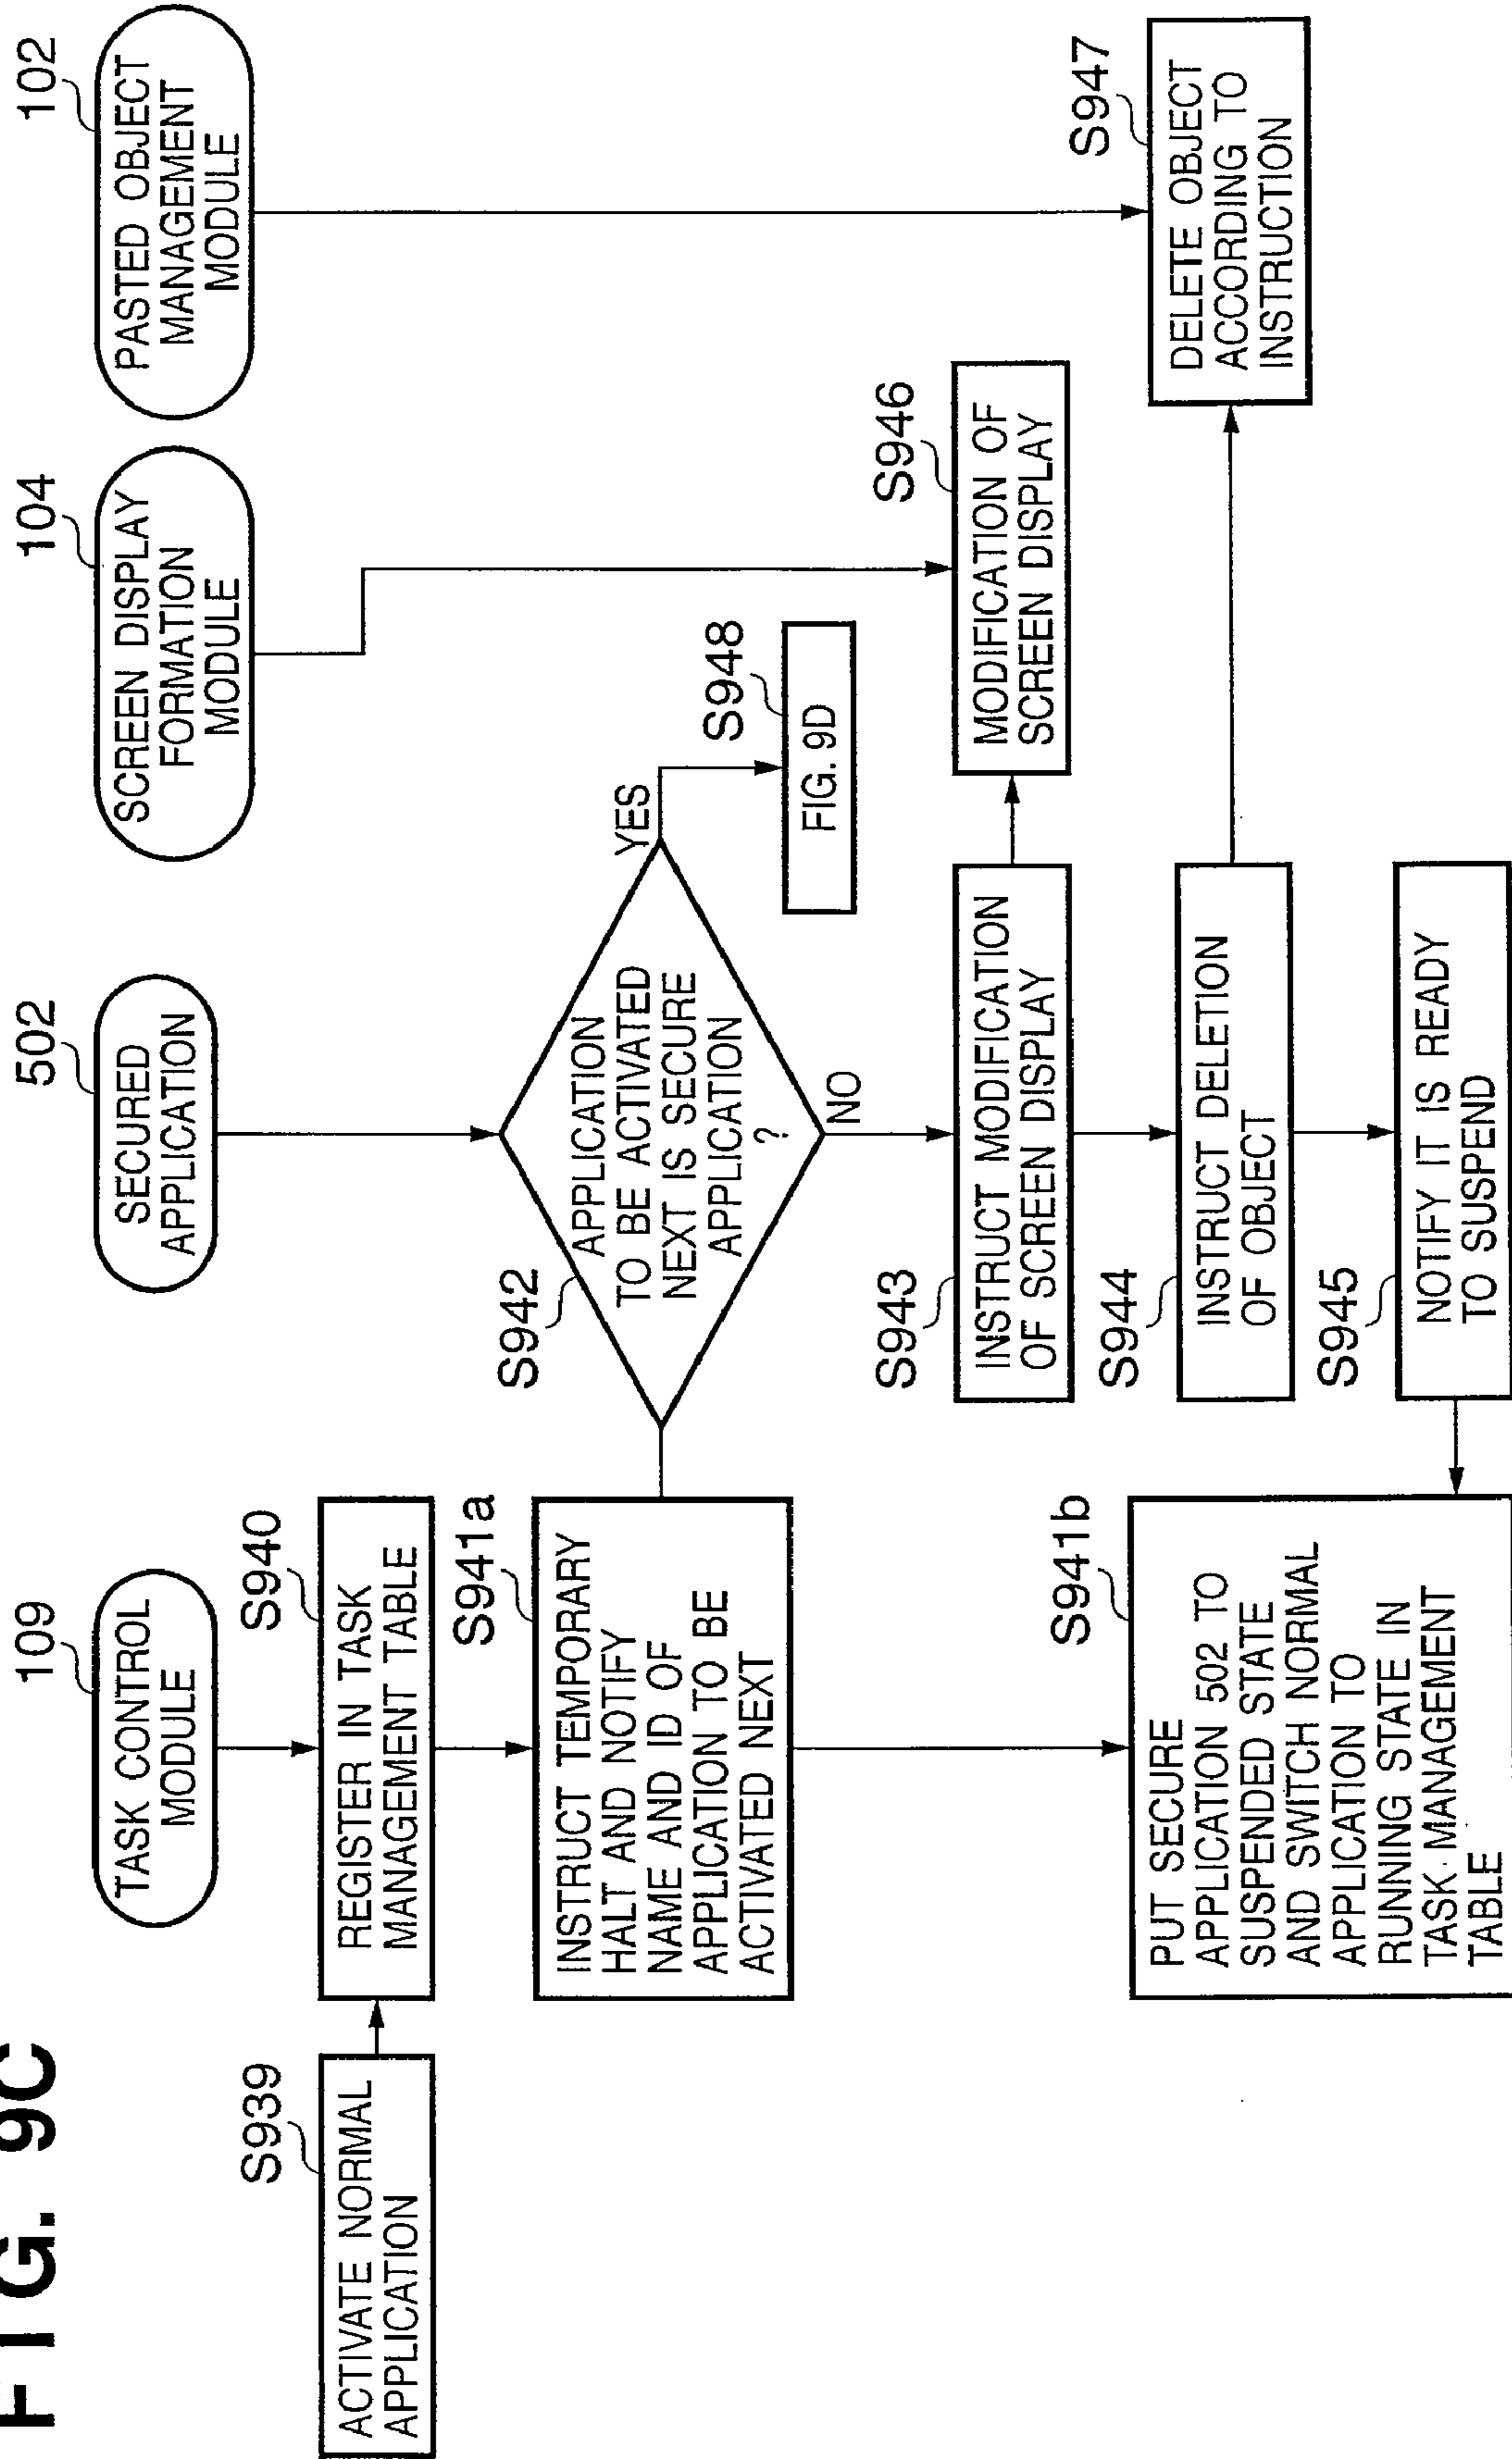 FIG. 9C
109
TASK CONTROL
MODULE
502
SECURED
APPLICATION
104
SCREEN DISPLAY
FORMATION
MODULE
102
PASTED OBJECT
MANAGEMENT
MODULE
S939
ACTIVATE NORMAL
APPLICATION
S940
REGISTER IN TASK
MANAGEMENT TABLE
S941a
INSTRUCT TEMPORARY
HALT AND NOTIFY
NAME AND ID OF
APPLICATION TO BE
ACTIVATED NEXT
S942
APPLICATION
TO BE ACTIVATED
NEXT IS SECURE
APPLICATION
?
YES
NO
S948
FIG. 9D
S943
INSTRUCT MODIFICATION
OF SCREEN DISPLAY
S946
MODIFICATION OF
SCREEN DISPLAY
S944
INSTRUCT DELETION
OF OBJECT
S947
DELETE OBJECT
ACCORDING TO
INSTRUCTION
S945
NOTIFY IT IS READY
TO SUSPEND
S941b
PUT SECURE
APPLICATION 502 TO
SUSPENDED STATE
AND SWITCH NORMAL
APPLICATION TO
RUNNING STATE IN
TASK MANAGEMENT
TABLE